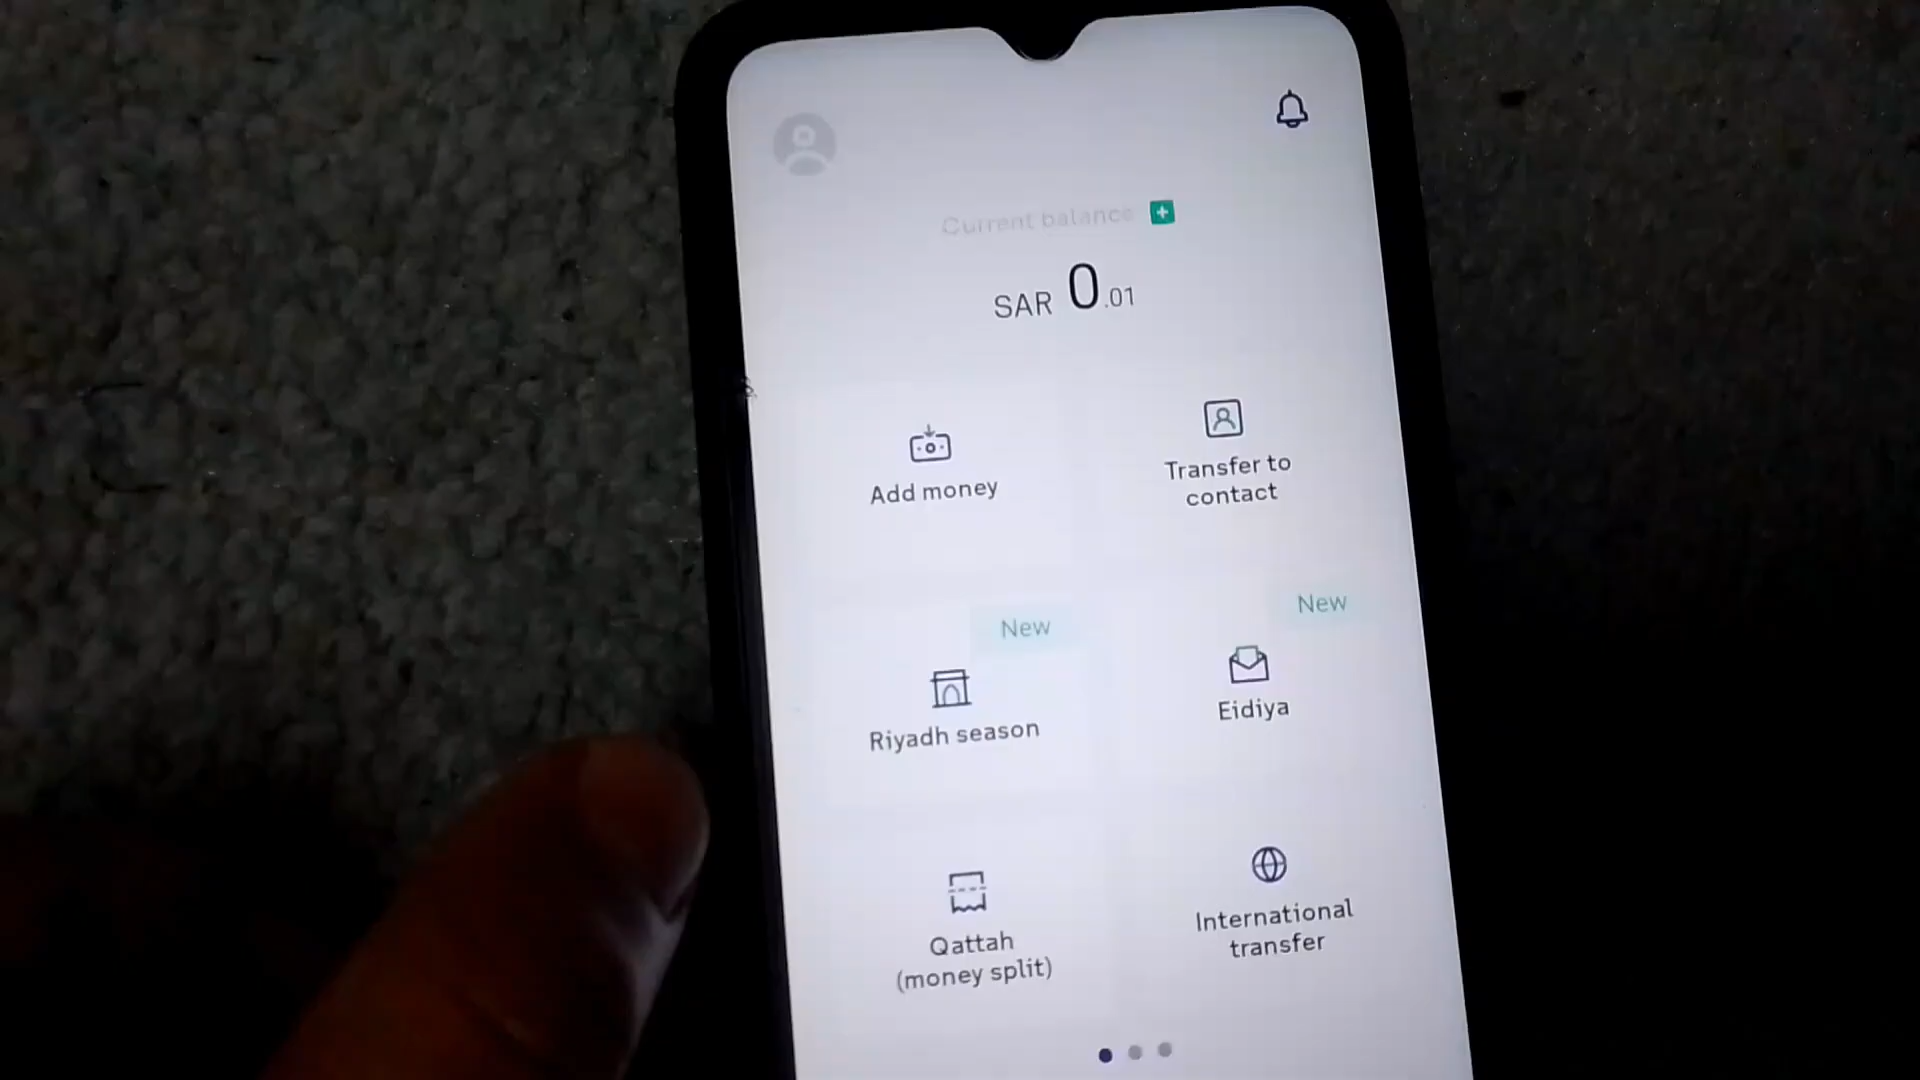 Current balance
SAR 0.01
Add money
Transfer to
contact
New
New
Riyadh season
Eidiya
Qattah
(money split)
International
transfer